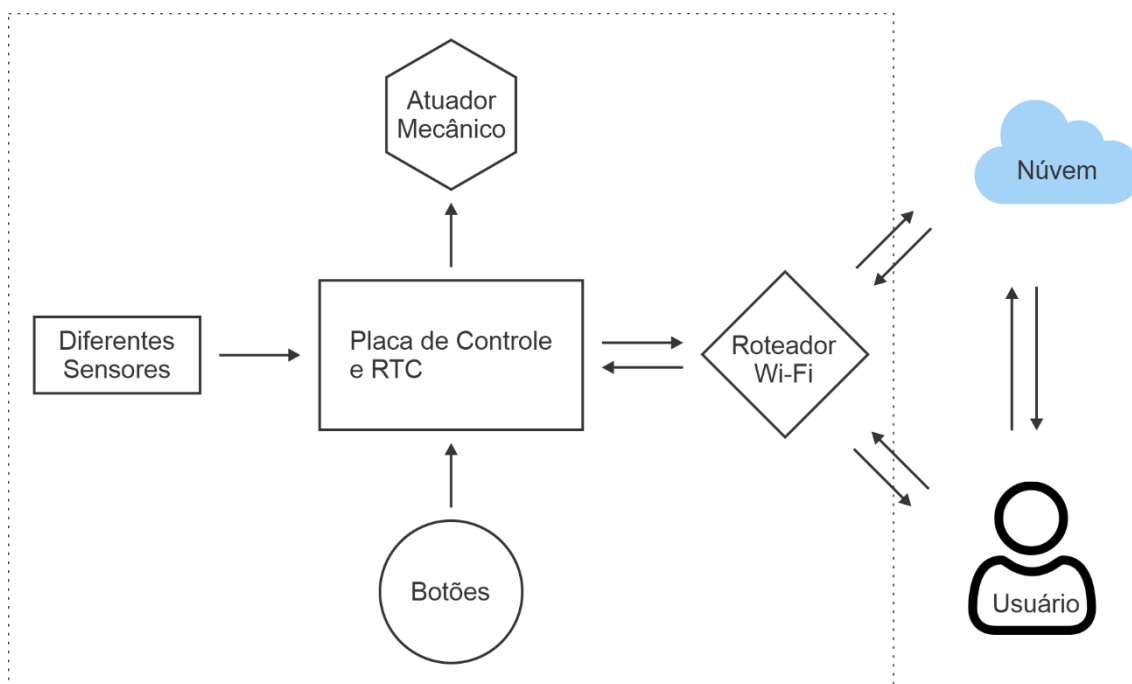 Atuador
Mecânico
Núvem
Diferentes
Sensores
Placa de Controle
e RTC
Roteador
Wi-Fi
Botões
Usuário